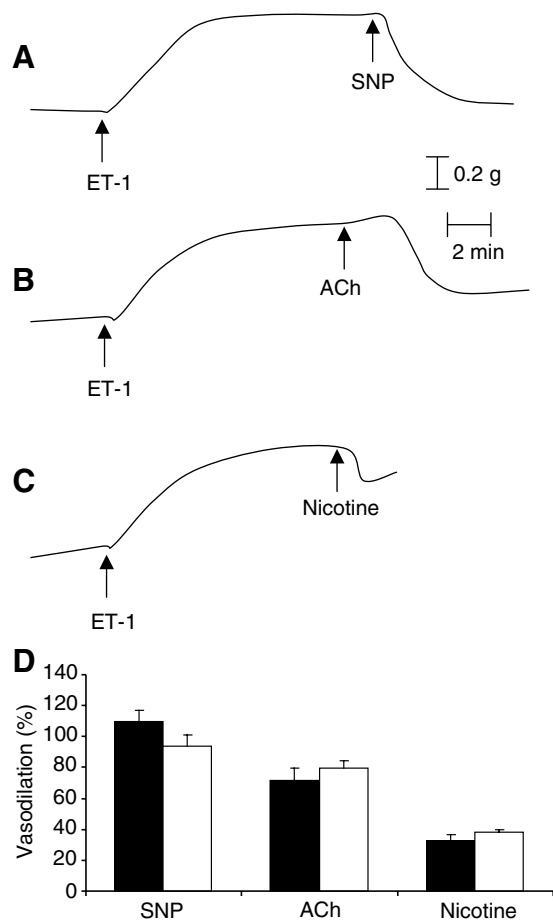 A
SNP
ET-1
0.2 g
2 min
B
ACh
ET-1
C
Nicotine
ET-1
D
140
120
100
80
60
40
20
0
Vasodilation (%)
SNP ACh Nicotine